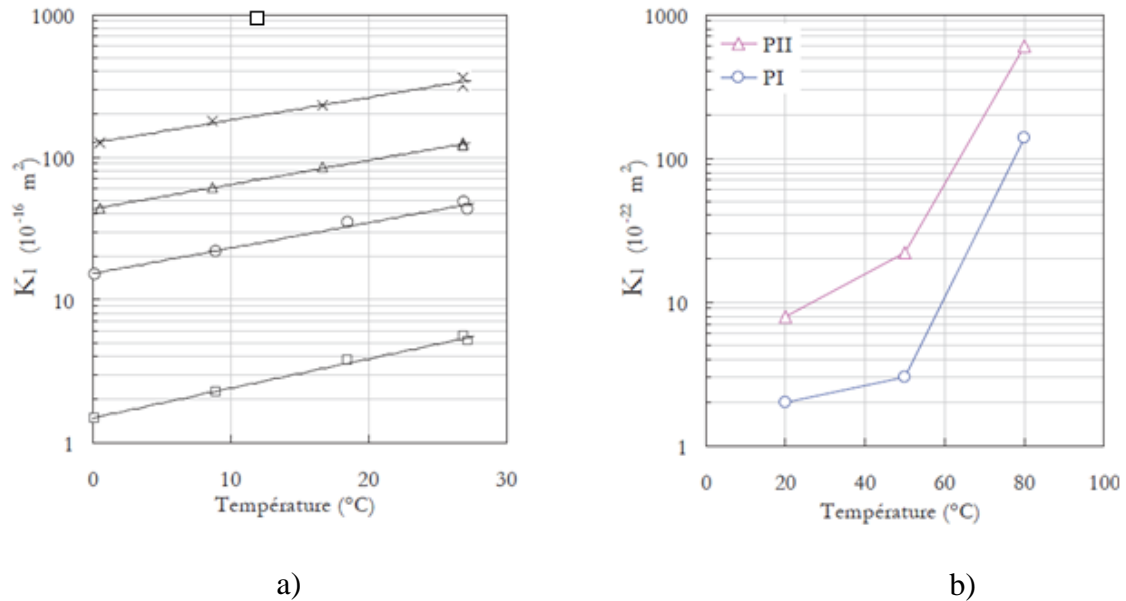 1000
100
10
1
K1 (10-16 m2)
0 10 20 30
Température (°C)
a)
PII
PI
1000
100
10
1
K1 (10-22 m2)
0 20 40 60 80 100
Température (°C)
b)